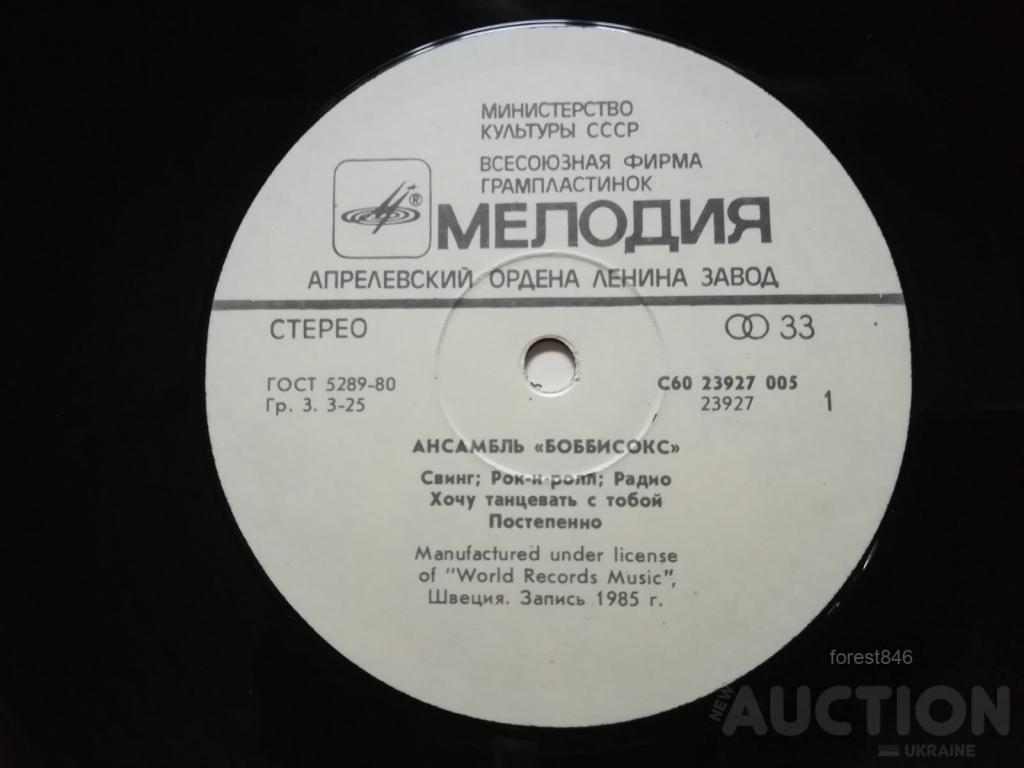 МИНИСТЕРСТВО
КУЛЬТУРЫ СССР
ВСЕСОЮЗНАЯ ФИРМА
ГРАМПЛАСТИНОК
®
МЕЛОДИЯ
АПРЕЛЕВСКИЙ ОРДЕНА ЛЕНИНА ЗАВОД
СТЕРЕО
33
ГОСТ 5289-80
Гр. 3. 3-25
С60 23927 005
23927
1
АНСАМБЛЬ «БОББИСОКС»
Свинг; Рок-н-ролл; Радио
Хочу танцевать с тобой
Постепенно
Manufactured under license
of "World Records Music",
Швеция. Запись 1985 г.
forest846
NEW AUCTION
UKRAINE